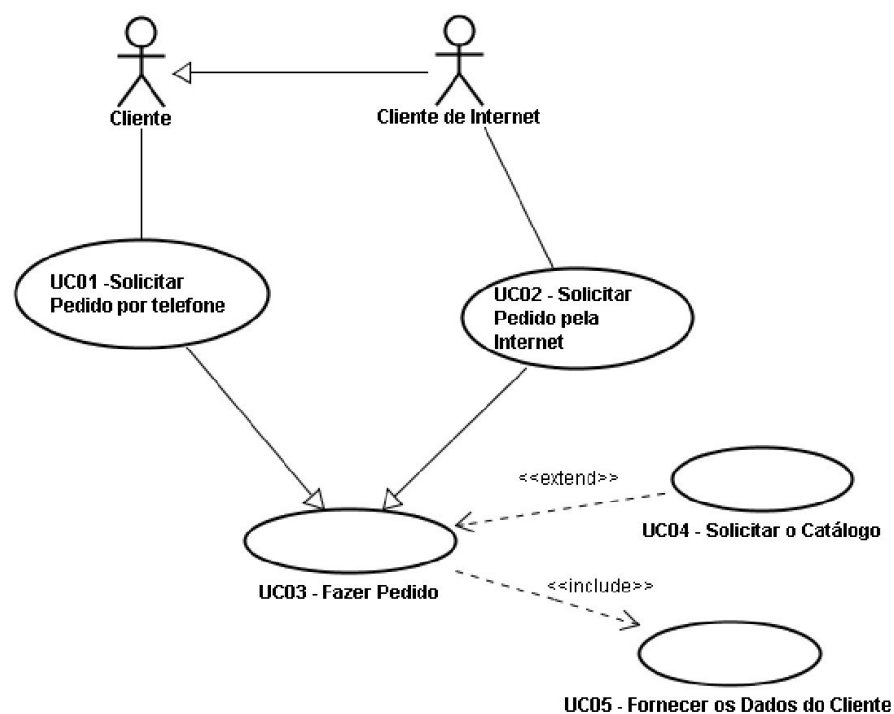 Cliente
Cliente de Internet
UC01 -Solicitar
Pedido por telefone
UC02 - Solicitar
Pedido pela
Internet
<<extend>>
UC04 - Solicitar o Catálogo
UC03 - Fazer Pedido
<<include>>
UC05 - Fornecer os Dados do Cliente